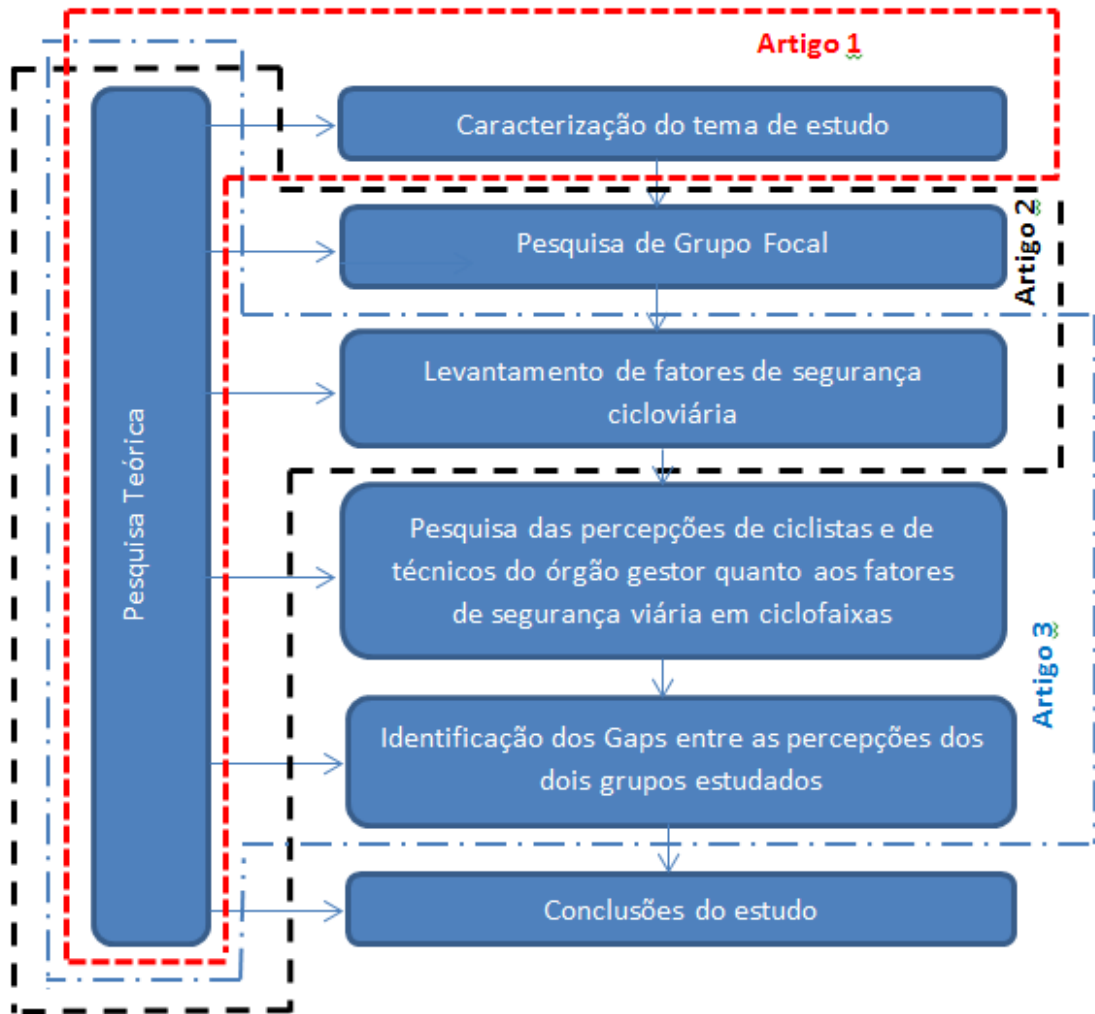 Artigo 1
Caracterização do tema de estudo
Pesquisa de Grupo Focal
Artigo 2
Levantamento de fatores de segurança
cicloviária
Pesquisa Teórica
Pesquisa das percepções de ciclistas e de
técnicos do órgão gestor quanto aos fatores
de segurança viária em ciclofaixas
Artigo 3
Identificação dos Gaps entre as percepções dos
dois grupos estudados
Conclusões do estudo